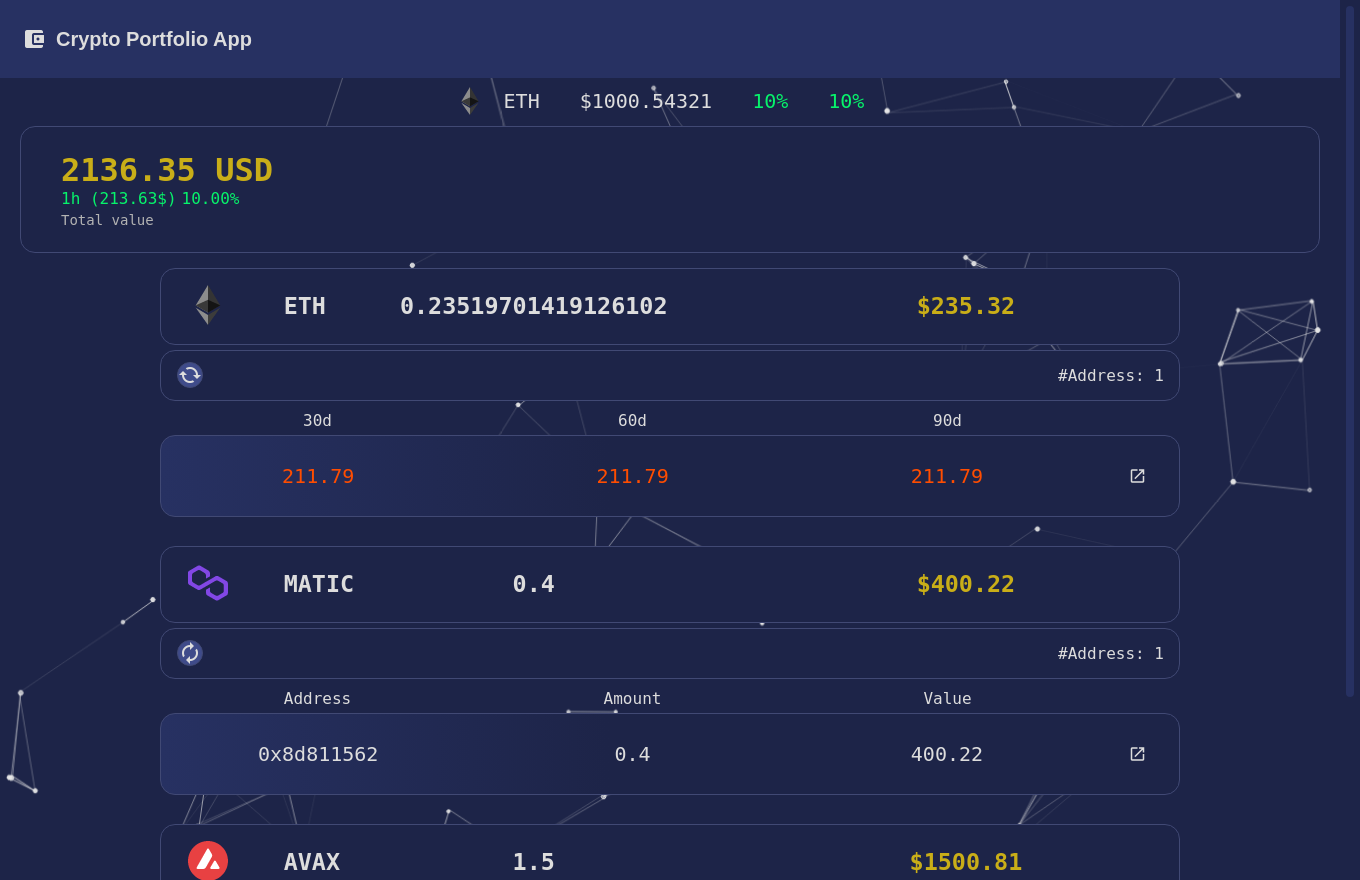 Crypto Portfolio App
ETH $1000.54321 10% 10%
2136.35 USD
1h (213.63$) 10.00%
Total value
ETH 0.23519701419126102 $235.32
#Address: 1
30d 60d 90d
211.79 211.79 211.79
MATIC 0.4 $400.22
#Address: 1
Address Amount Value
0x8d811562 0.4 400.22
AVAX 1.5 $1500.81